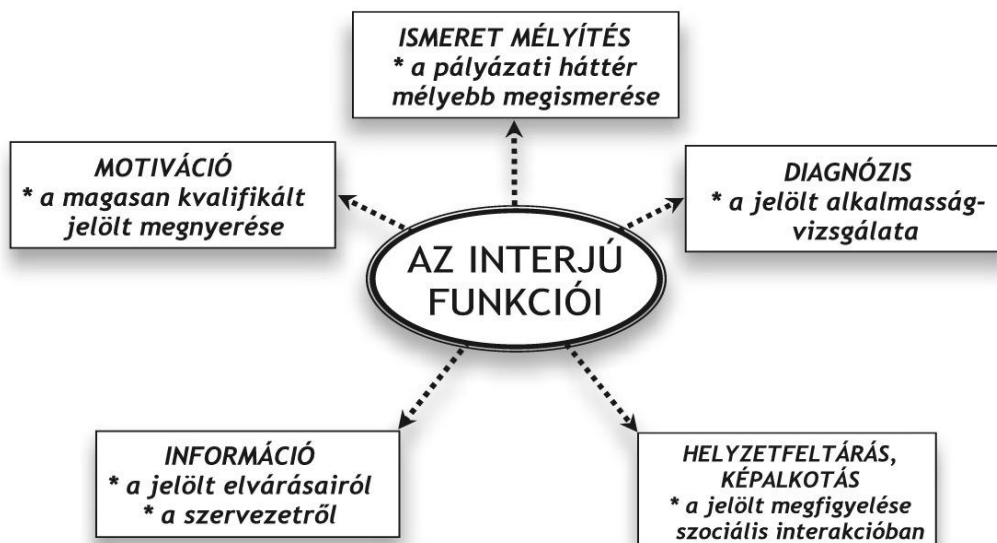 ISMERET MÉLYÍTÉS
* a pályázati háttér
mélyebb megismerése
MOTIVÁCIÓ
* a magasan kvalifikált
jelölt megnyerése
DIAGNÓZIS
* a jelölt alkalmasság-
vizsgálata
AZ INTERJÚ
FUNKCIÓI
INFORMÁCIÓ
* a jelölt elvárásairól
* a szervezetről
HELYZETFELTÁRÁS,
KÉPALKOTÁS
* a jelölt megfigyelése
szociális interakcióban